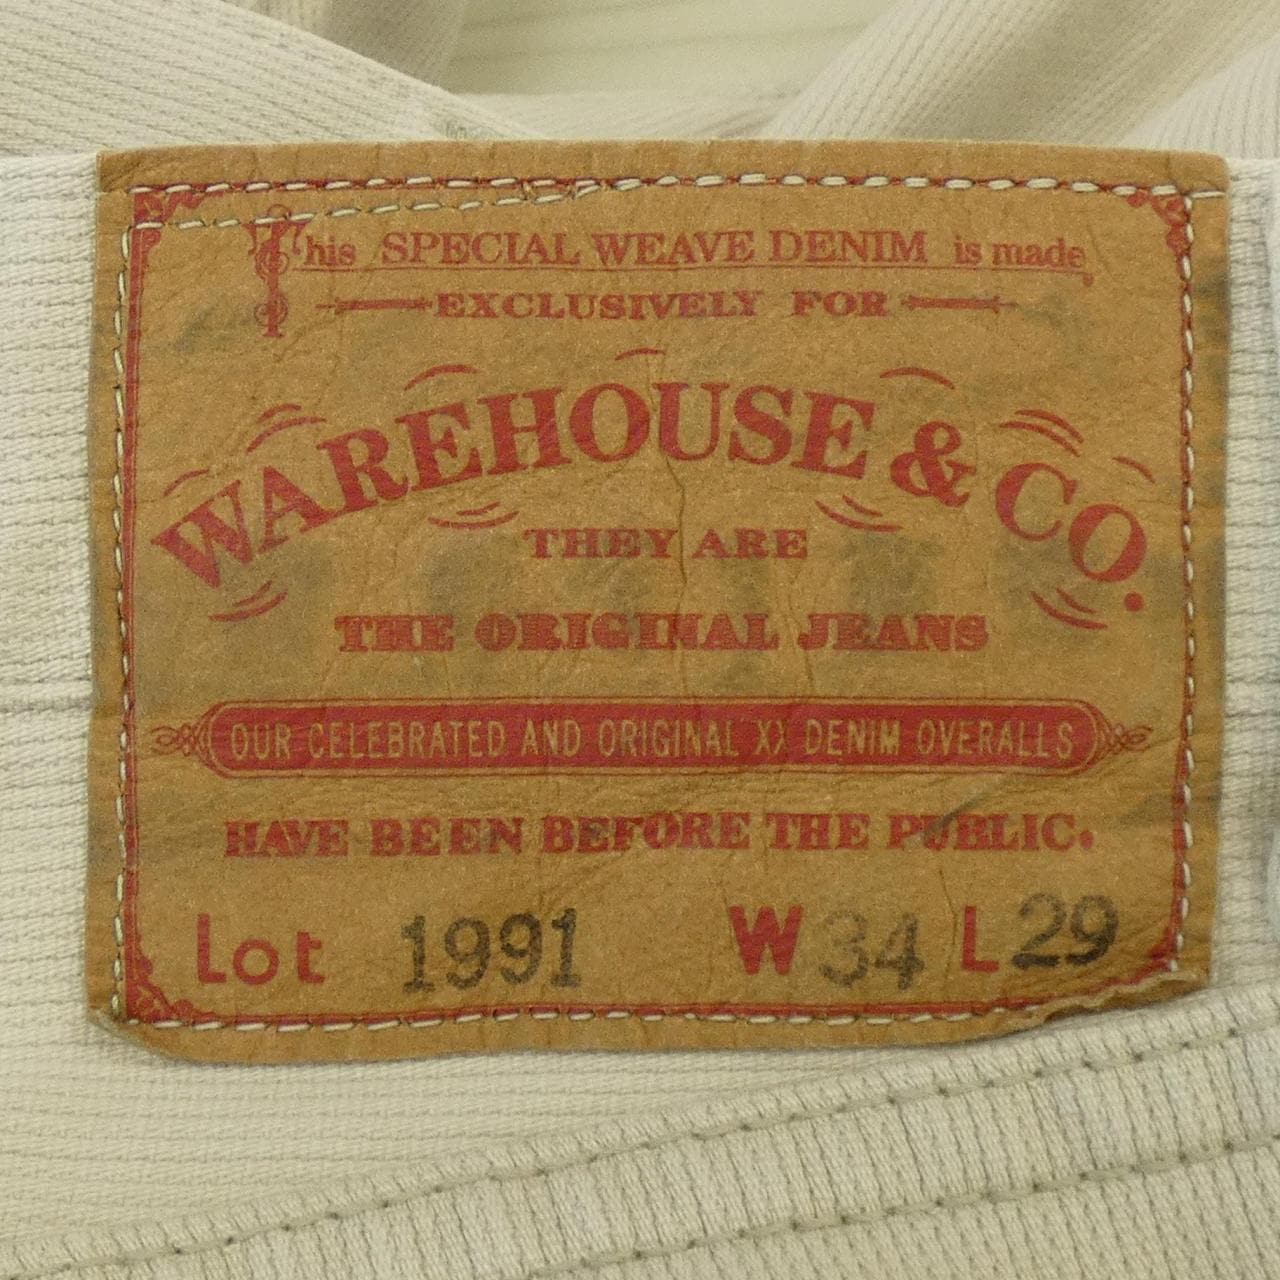 This SPECIAL WEAVE DENIM is made
EXCLUSIVELY FOR
WAREHOUSE & CO.
THEY ARE
THE ORIGINAL JEANS
OUR CELEBRATED AND ORIGINAL XX DENIM OVERALLS
HAVE BEEN BEFORE THE PUBLIC.
Lot 1991 W 34 L 29